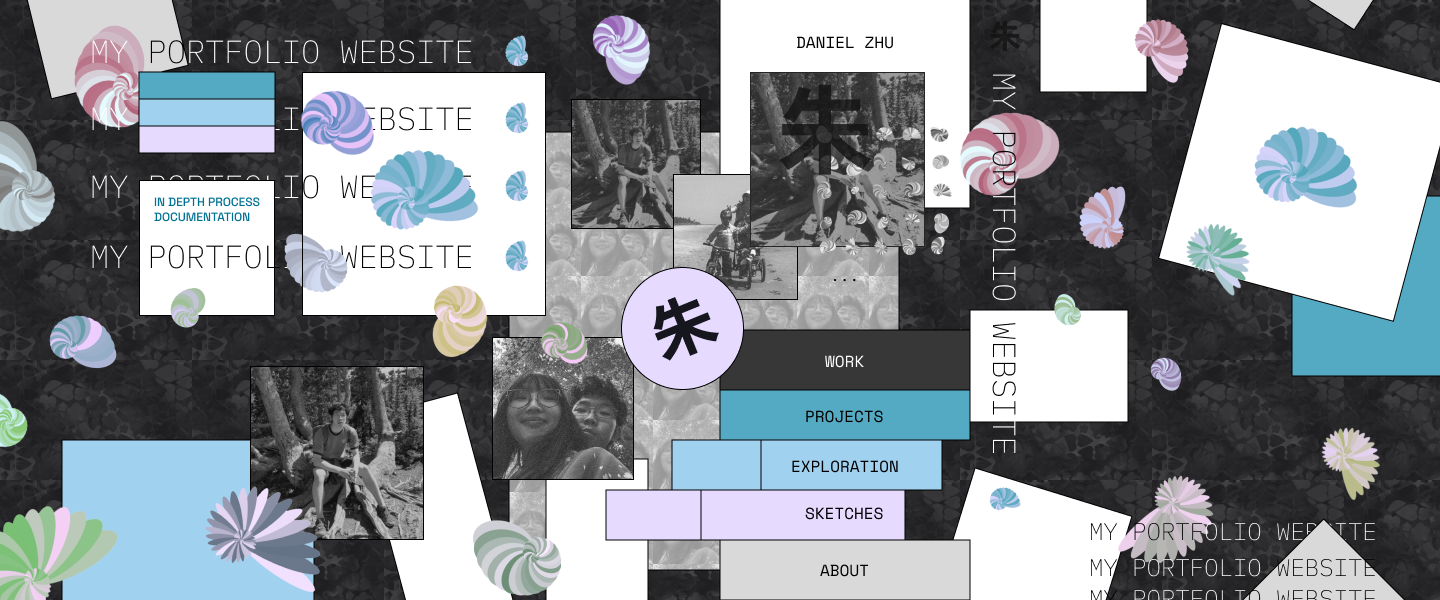 MY PORTFOLIO WEBSITE
MY PORTFOLIO WEBSITE
MY PORTFOLIO WEBSITE
MY PORTFOLIO WEBSITE
IN DEPTH PROCESS
DOCUMENTATION
DANIEL ZHU
朱
...
朱
WORK
PROJECTS
EXPLORATION
SKETCHES
ABOUT
朱
MY PORTFOLIO WEBSITE
MY PORTFOLIO WEBSITE
MY PORTFOLIO WEBSITE
MY PORTFOLIO WEBSITE